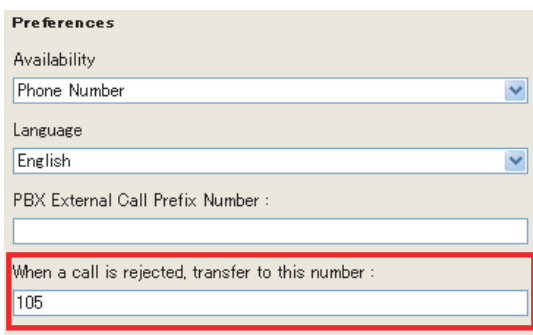 Preferences
Availability
Phone Number
Language
English
PBX External Call Prefix Number :
When a call is rejected, transfer to this number :
105